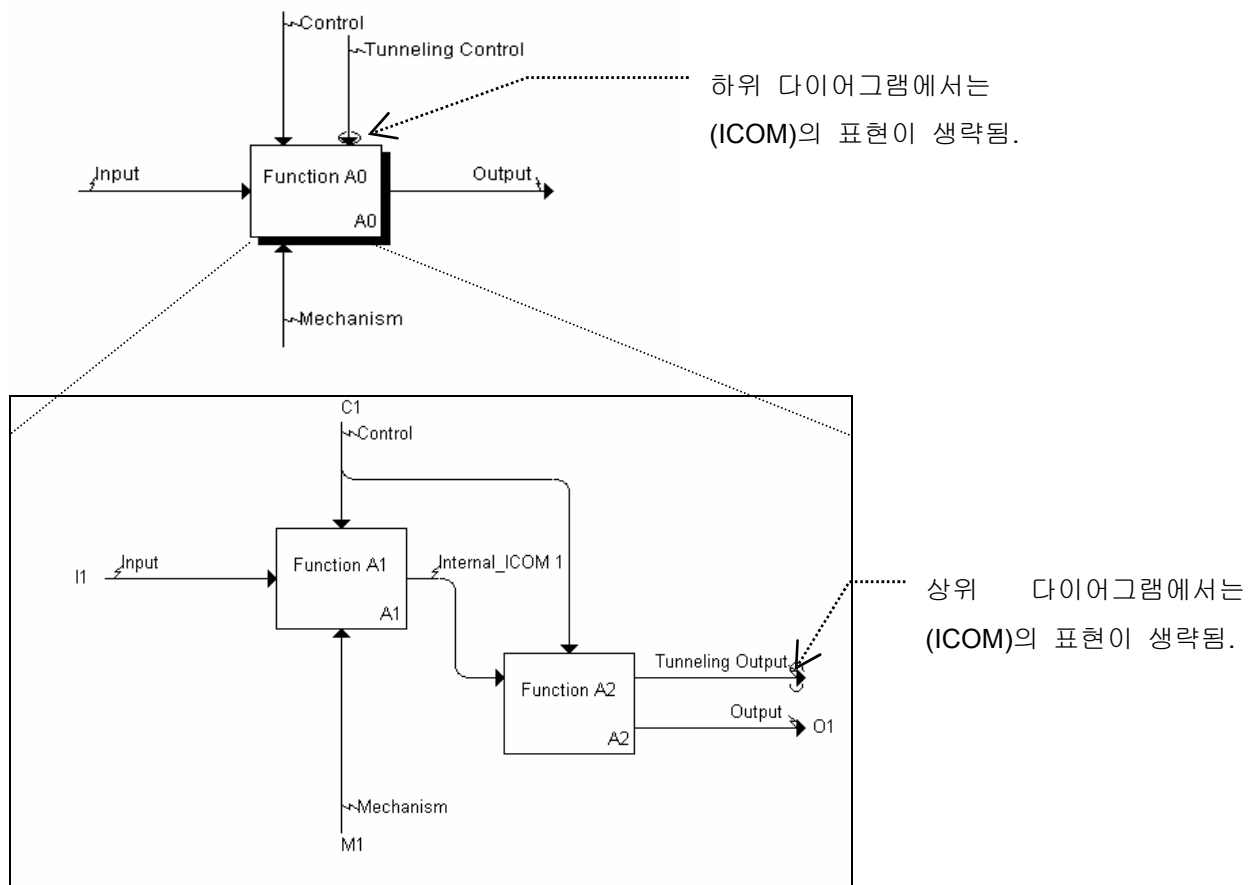 Control
Tunneling Control
하위 다이어그램에서는
(ICOM)의 표현이 생략됨.
Input
Function A0
Output
A0
Mechanism
C1
Control
I1
Input
Function A1
Internal_ICOM 1
A1
상위 다이어그램에서는
(ICOM)의 표현이 생략됨.
Tunneling Output
Function A2
Output
O1
A2
Mechanism
M1